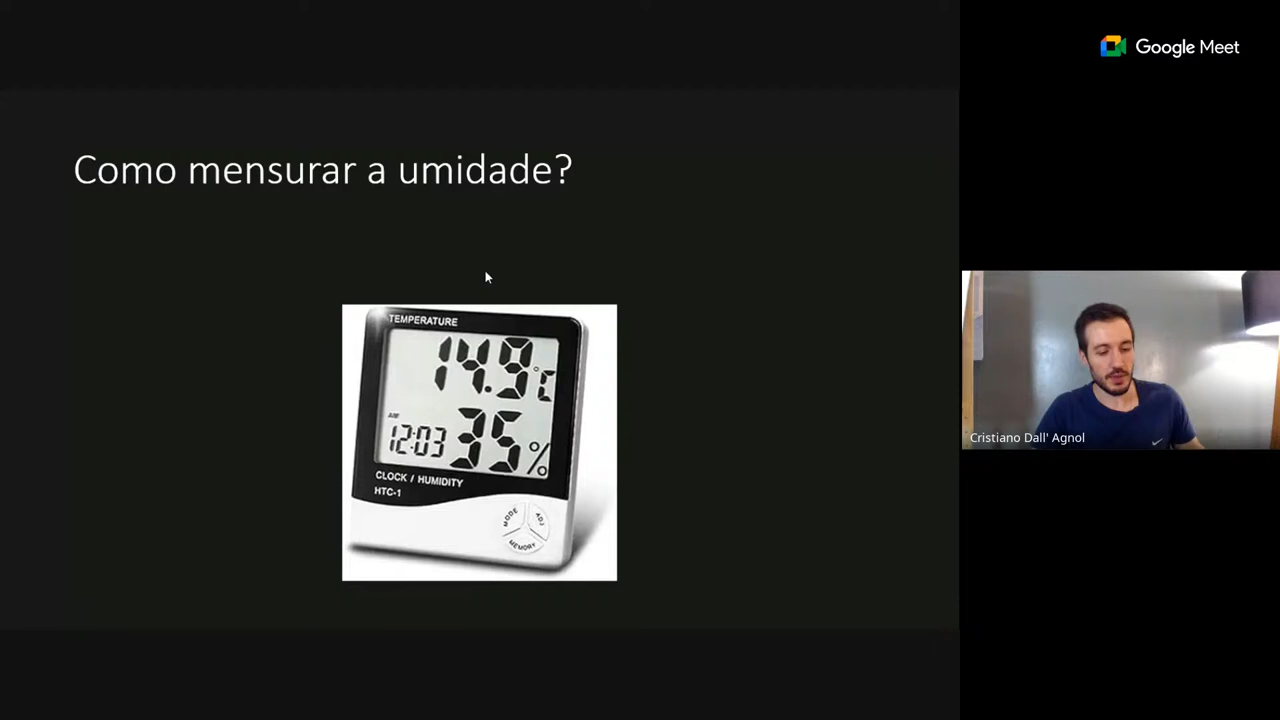 Google Meet
Como mensurar a umidade?
TEMPERATURE
14.9°C
AM
12:03 35%
CLOCK / HUMIDITY
HTC-1
MODE
ADJ
MEMORY
Cristiano Dall' Agnol